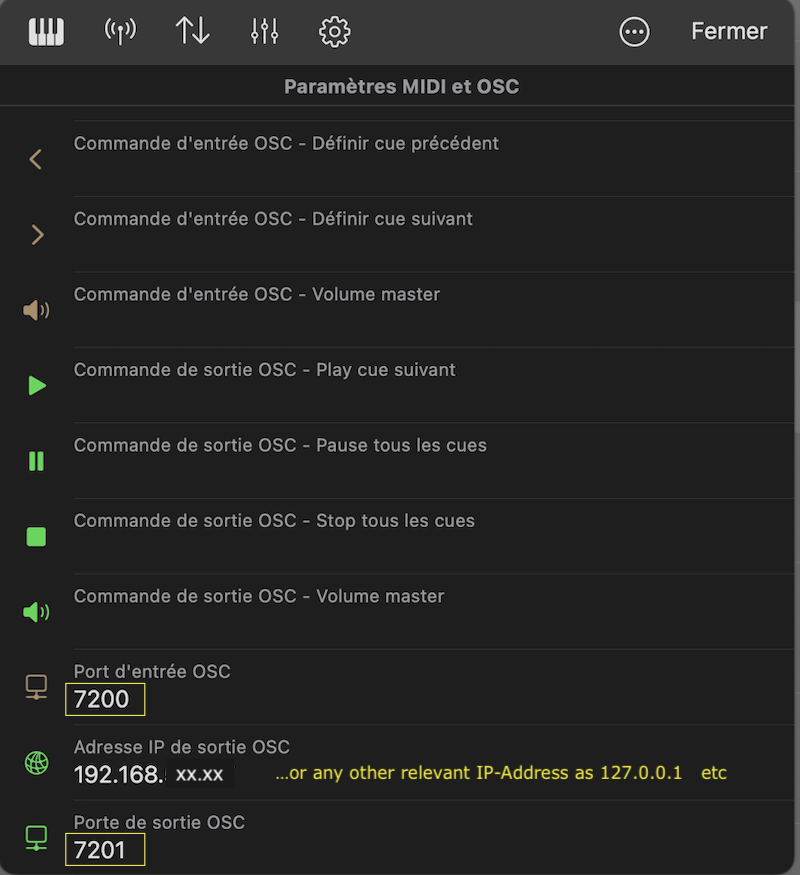 Fermer
Paramètres MIDI et OSC
Commande d'entrée OSC - Définir cue précédent
Commande d'entrée OSC - Définir cue suivant
Commande d'entrée OSC - Volume master
Commande de sortie OSC - Play cue suivant
Commande de sortie OSC - Pause tous les cues
Commande de sortie OSC - Stop tous les cues
Commande de sortie OSC - Volume master
Port d'entrée OSC
7200
Adresse IP de sortie OSC
192.168. xx.xx ...or any other relevant IP-Address as 127.0.0.1 etc
Porte de sortie OSC
7201